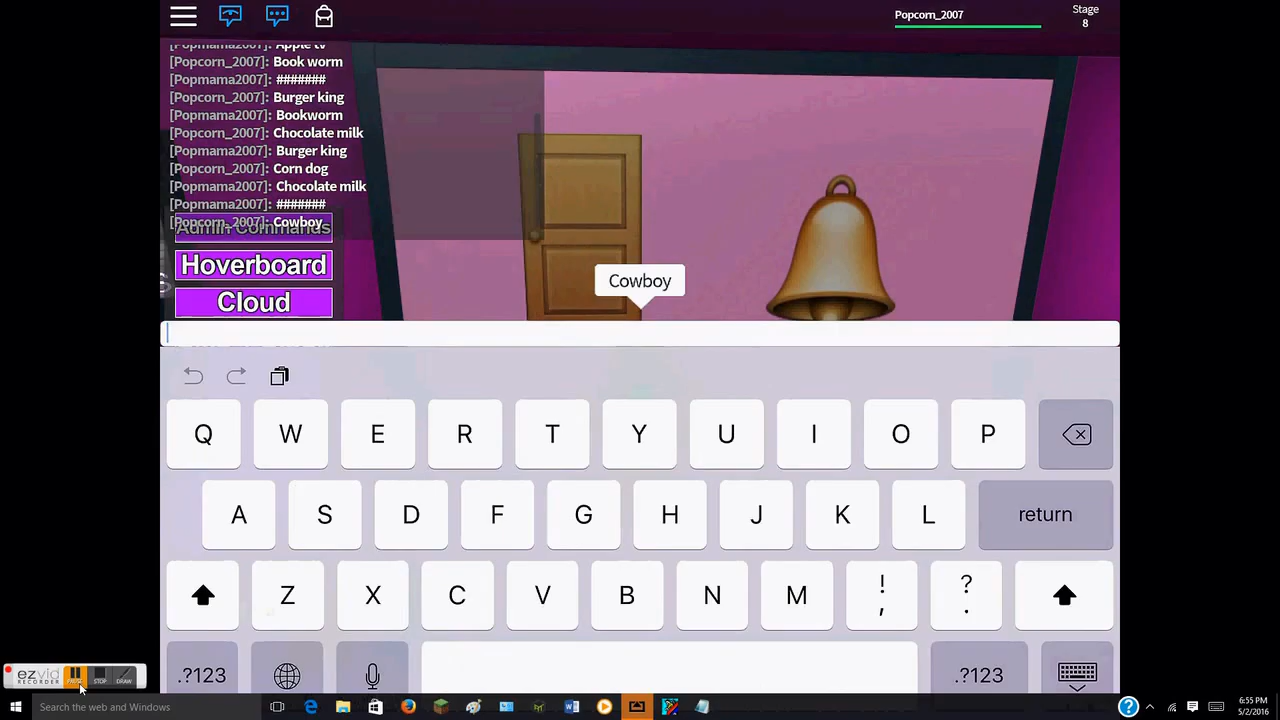 Popcorn_2007
Stage
8
[Popmama2007]: Apple tv
[Popcorn_2007]: Book worm
[Popmama2007]: #######
[Popcorn_2007]: Burger king
[Popmama2007]: Bookworm
[Popcorn_2007]: Chocolate milk
[Popmama2007]: Burger king
[Popcorn_2007]: Corn dog
[Popmama2007]: Chocolate milk
[Popmama2007]: #######
[Popcorn_2007]: Cowboy
Admin Commands
Hoverboard
Cloud
Cowboy
Q W E R T Y U I O P
A S D F G H J K L return
Z X C V B N M ! , ? .
.?123 .?123
ezvid
RECORDER
PAUSE STOP DRAW
Search the web and Windows
6:55 PM
5/2/2016